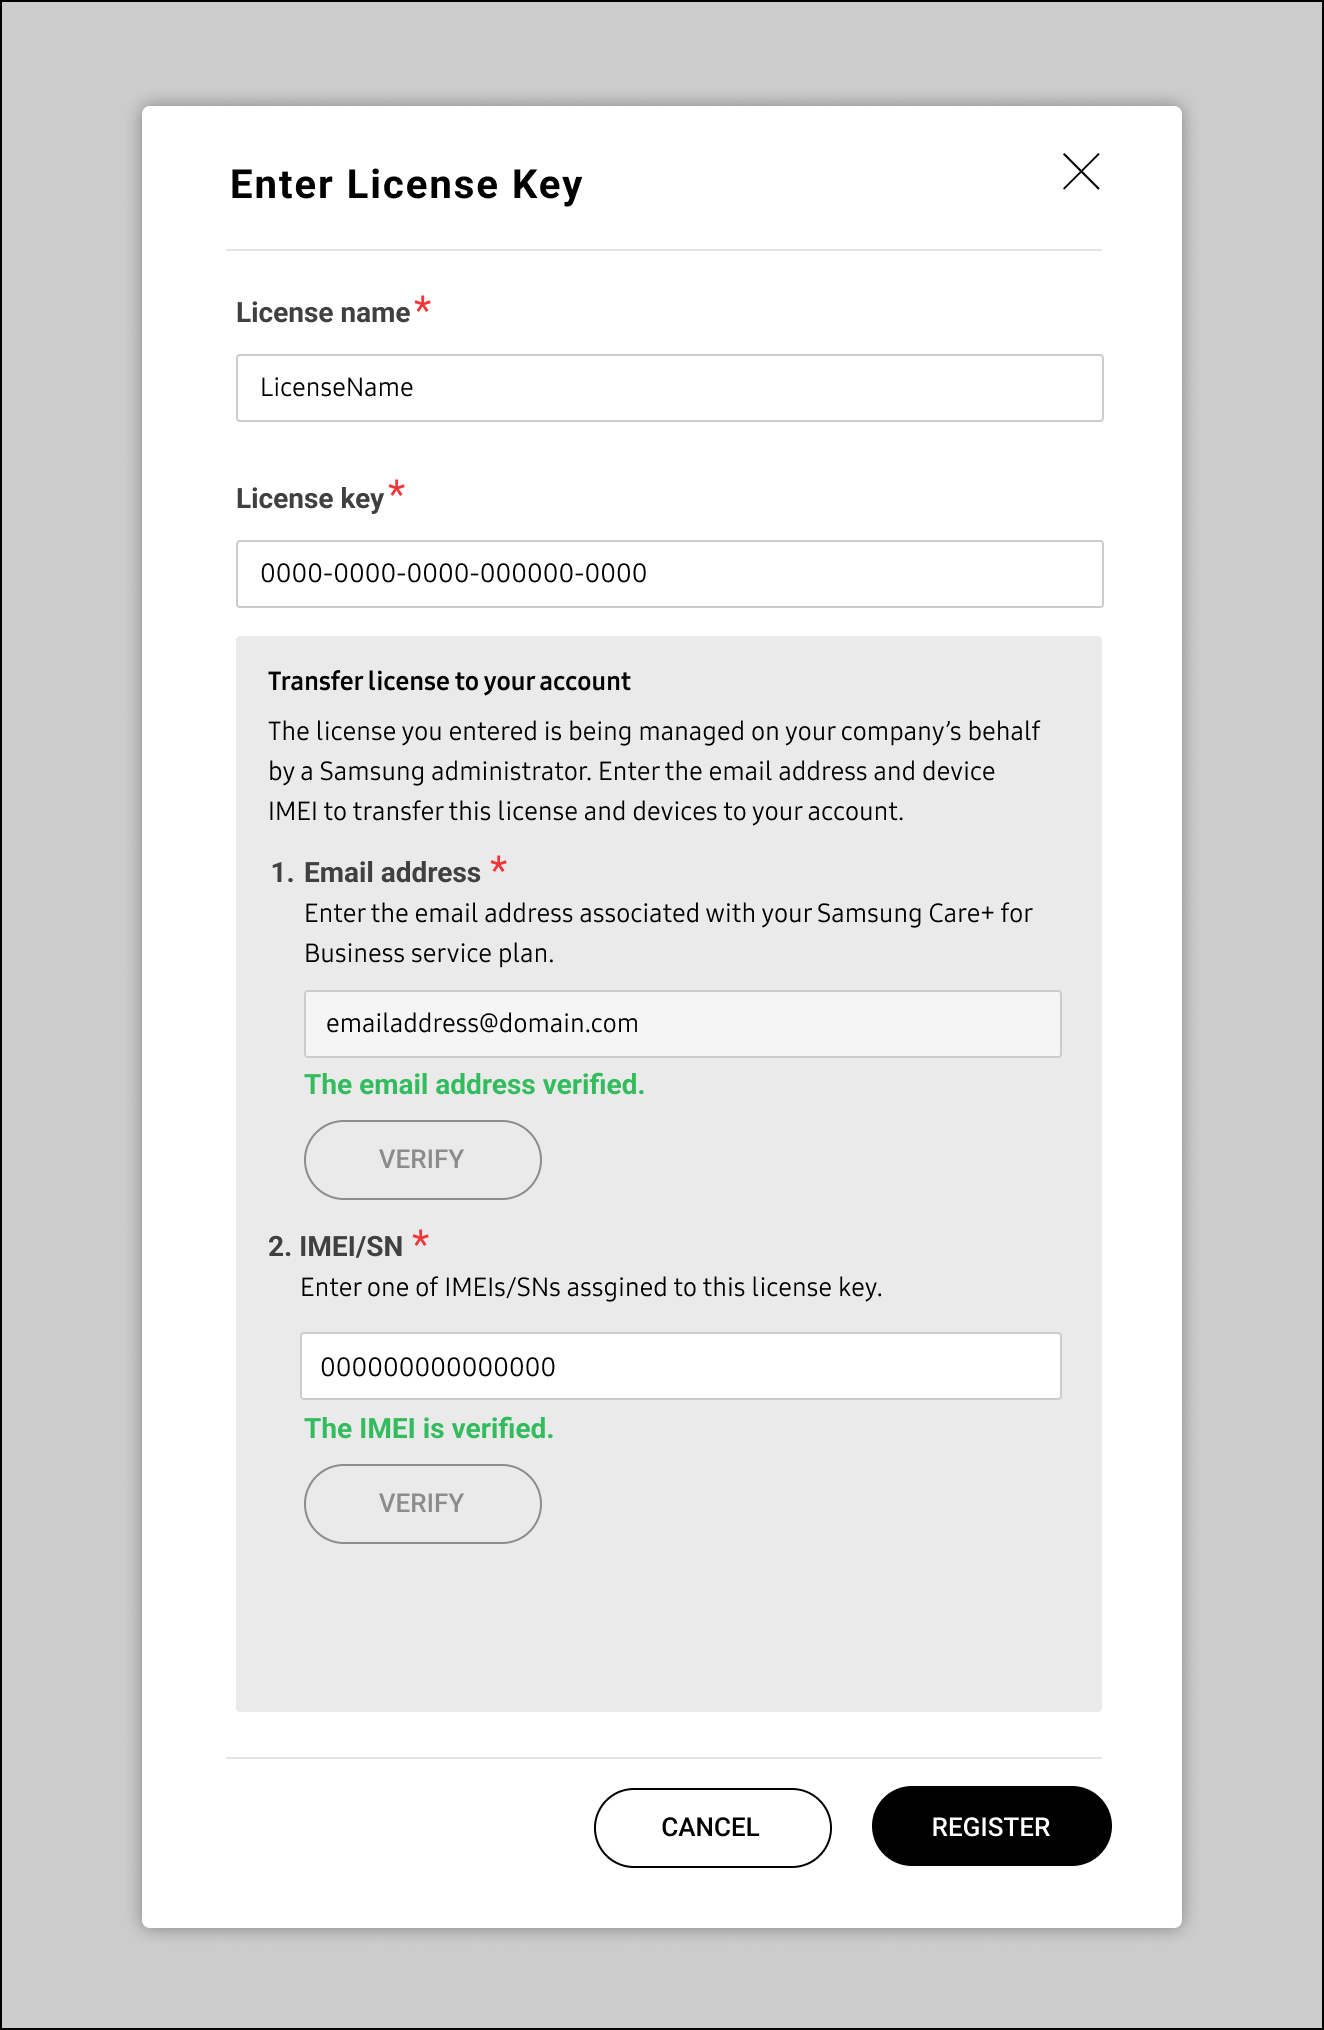 Enter License Key
License name*
LicenseName
License key*
0000-0000-0000-000000-0000
Transfer license to your account
The license you entered is being managed on your company’s behalf
by a Samsung administrator. Enter the email address and device
IMEI to transfer this license and devices to your account.
1. Email address *
Enter the email address associated with your Samsung Care+ for
Business service plan.
emailaddress@domain.com
The email address verified.
VERIFY
2. IMEI/SN *
Enter one of IMEIs/SNs assgined to this license key.
000000000000000
The IMEI is verified.
VERIFY
CANCEL
REGISTER